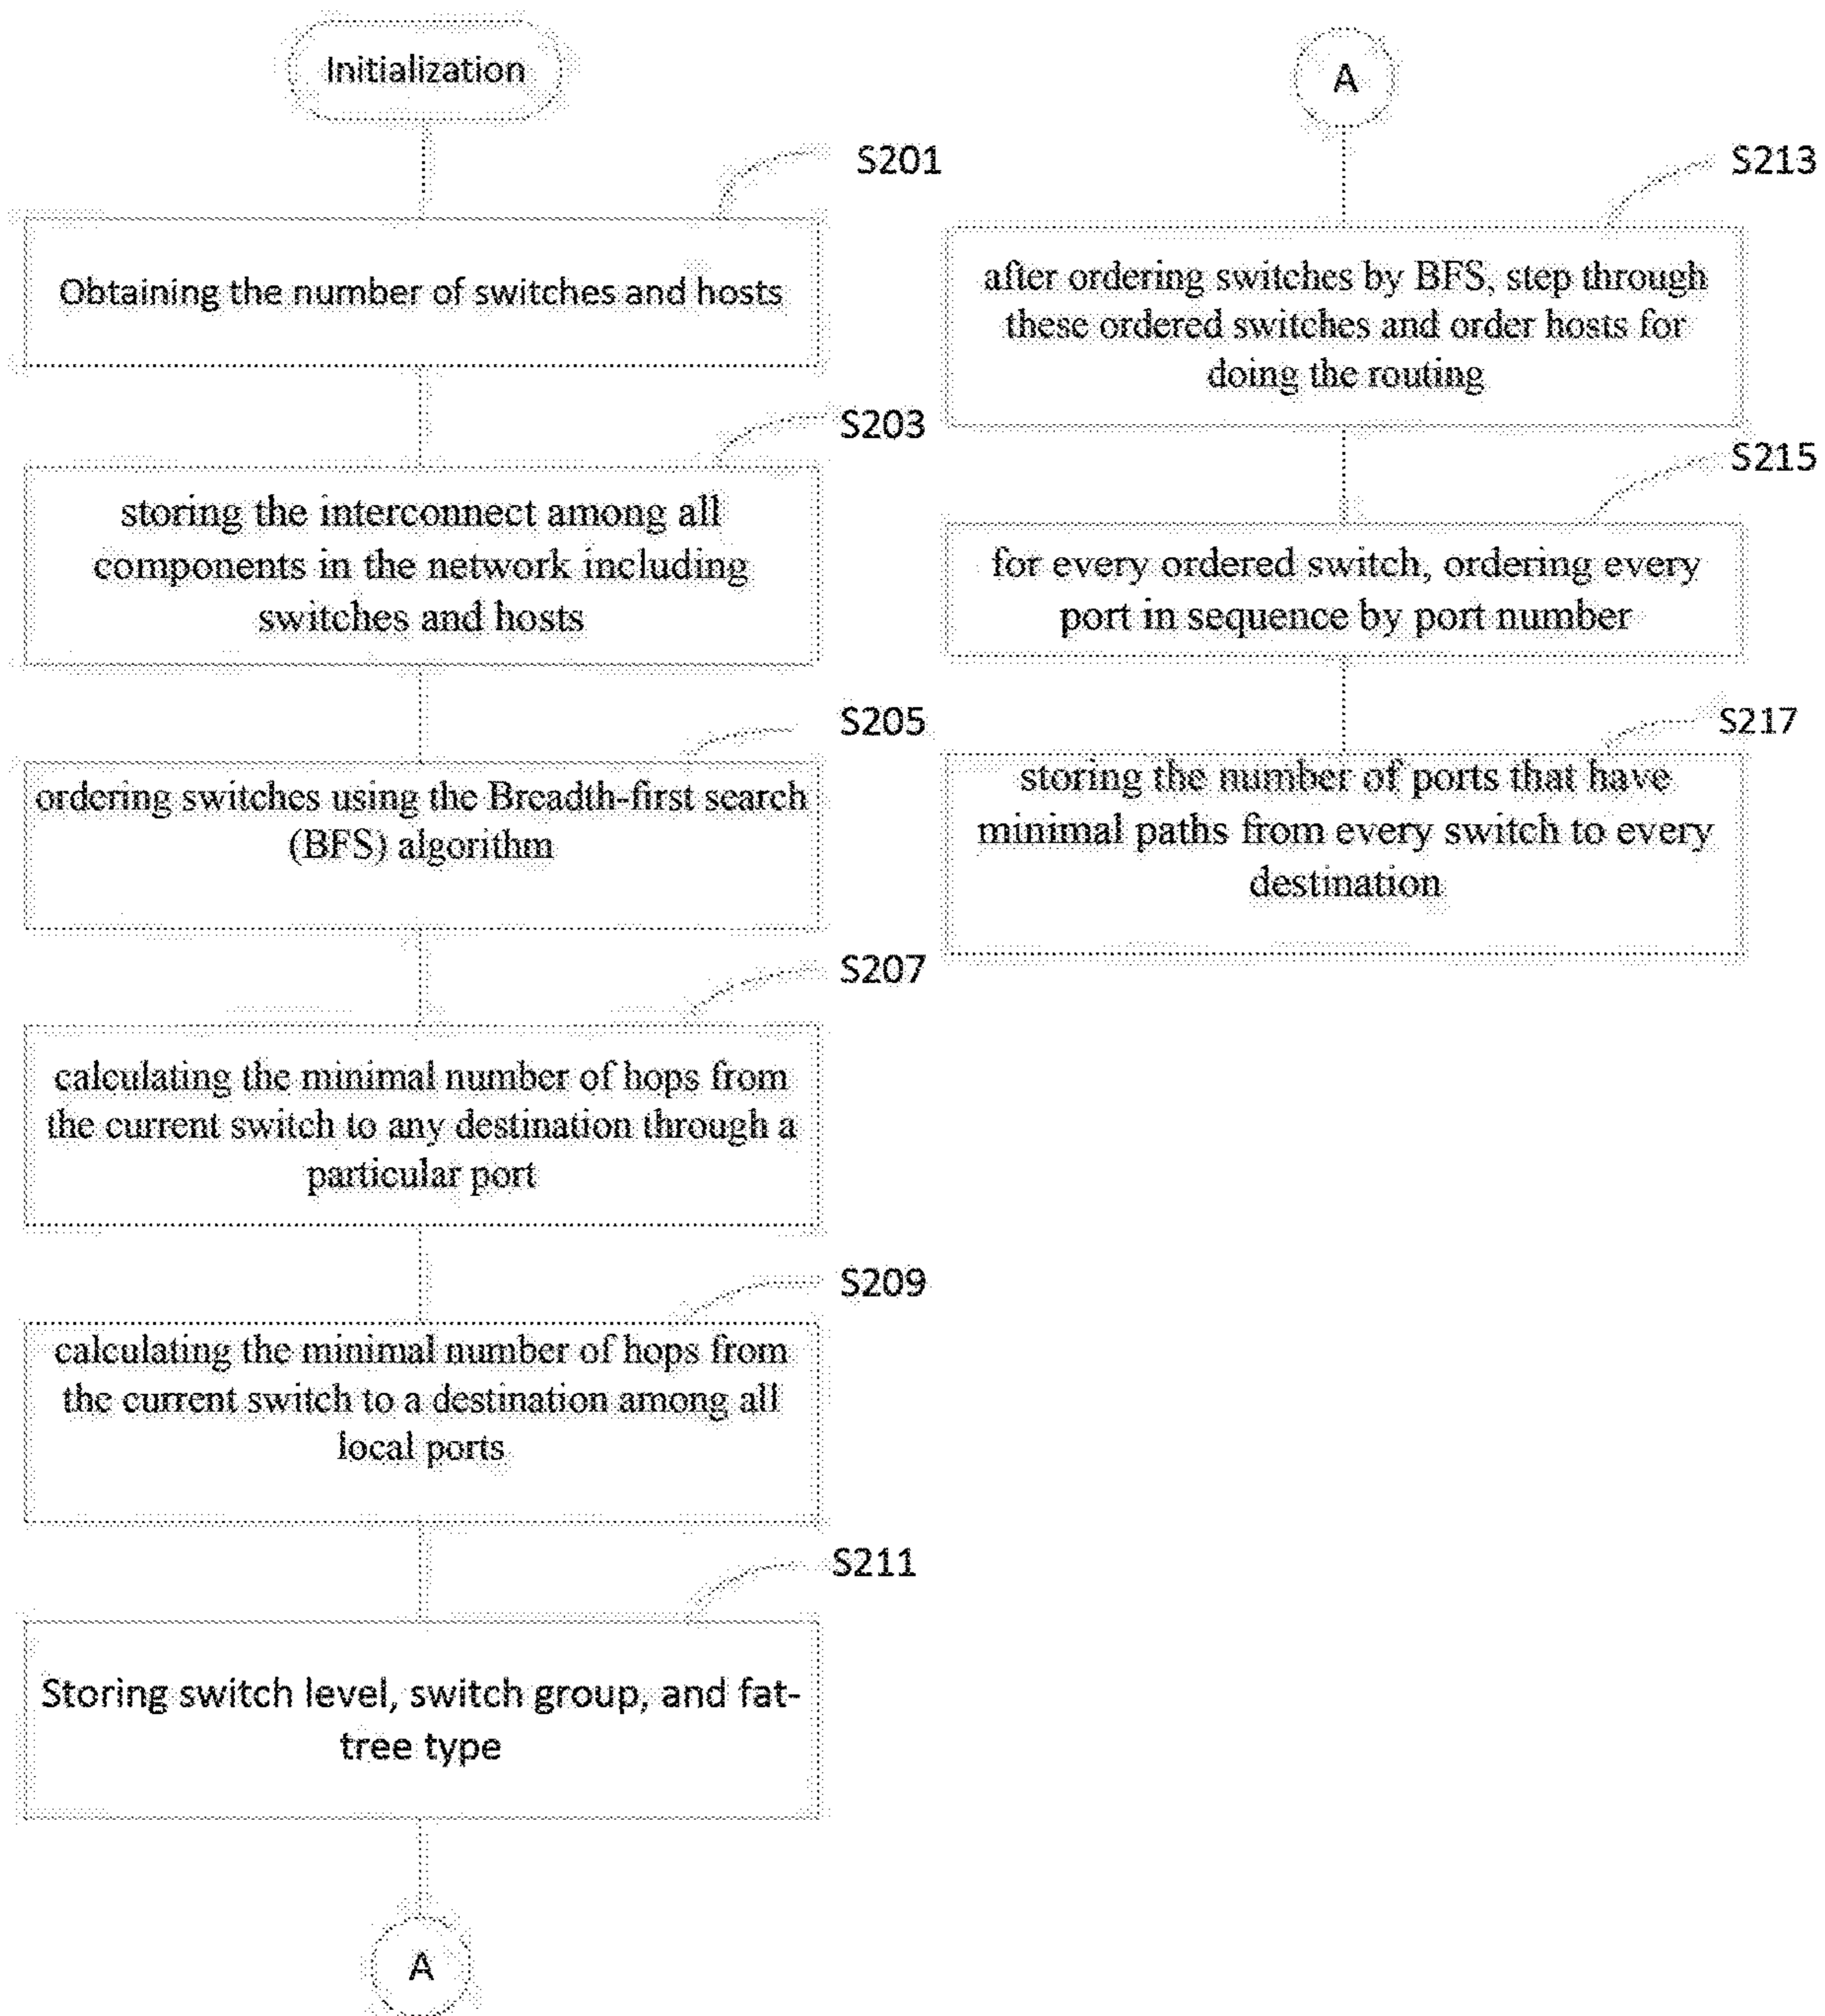 Initialization
S201
Obtaining the number of switches and hosts
S203
storing the interconnect among all
components in the network including
switches and hosts
S205
ordering switches using the Breadth-first search
(BFS) algorithm
S207
calculating the minimal number of hops from
the current switch to any destination through a
particular port
S209
calculating the minimal number of hops from
the current switch to a destination among all
local ports
S211
Storing switch level, switch group, and fat-
tree type
A
A
S213
after ordering switches by BFS, step through
these ordered switches and order hosts for
doing the routing
S215
for every ordered switch, ordering every
port in sequence by port number
S217
storing the number of ports that have
minimal paths from every switch to every
destination